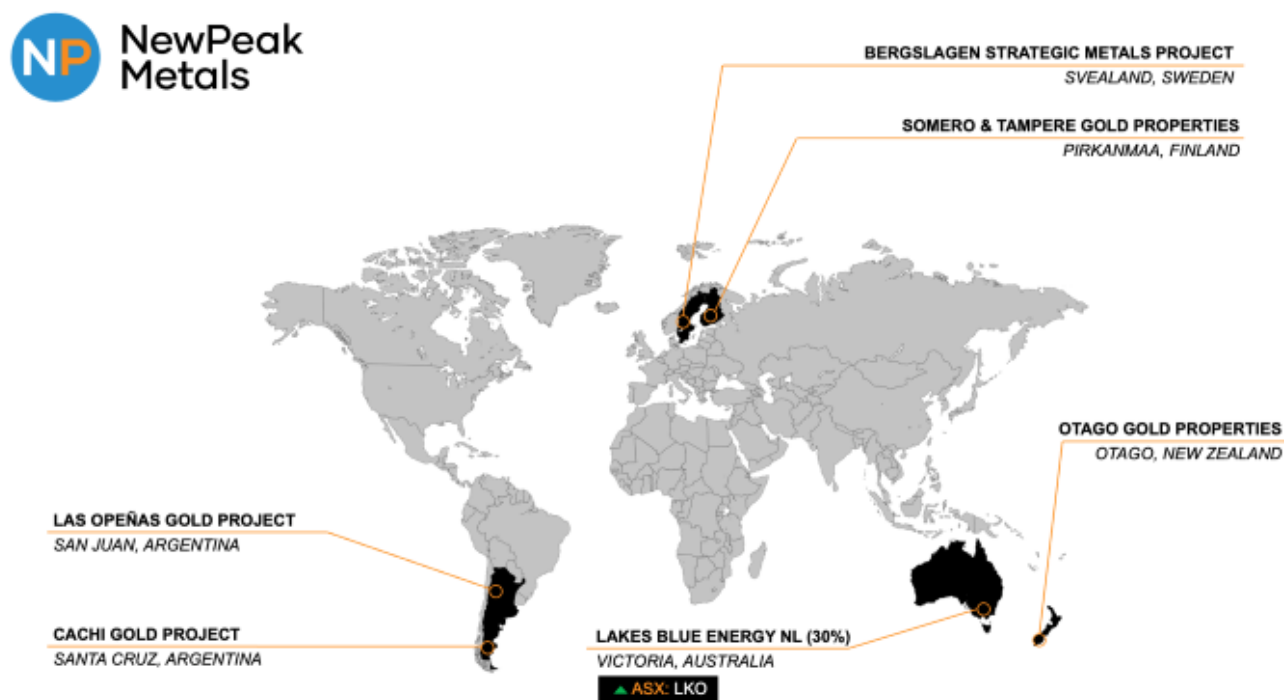 NP NewPeak
Metals
BERGSLAGEN STRATEGIC METALS PROJECT
SVEALAND, SWEDEN
SOMERO & TAMPERE GOLD PROPERTIES
PIRKANMAA, FINLAND
OTAGO GOLD PROPERTIES
OTAGO, NEW ZEALAND
LAS OPEÑAS GOLD PROJECT
SAN JUAN, ARGENTINA
CACHI GOLD PROJECT
SANTA CRUZ, ARGENTINA
LAKES BLUE ENERGY NL (30%)
VICTORIA, AUSTRALIA
ASX: LKO